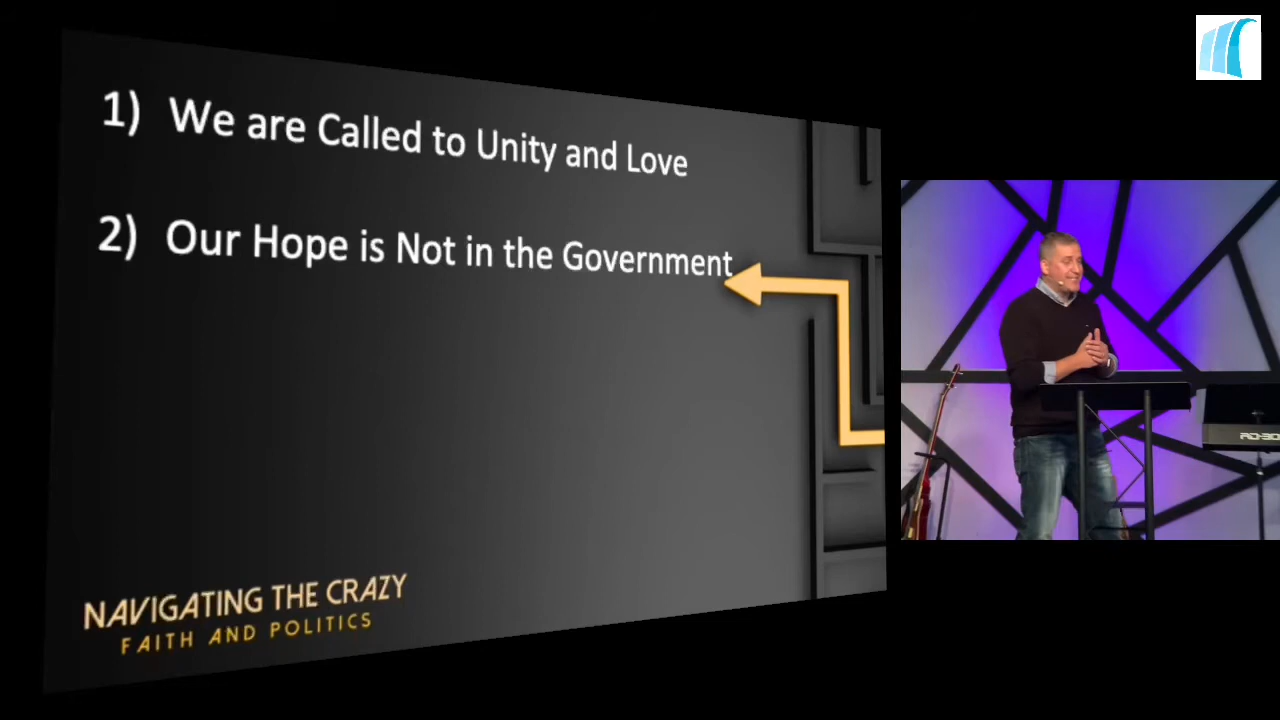 1) We are Called to Unity and Love
2) Our Hope is Not in the Government
NAVIGATING THE CRAZY
FAITH AND POLITICS